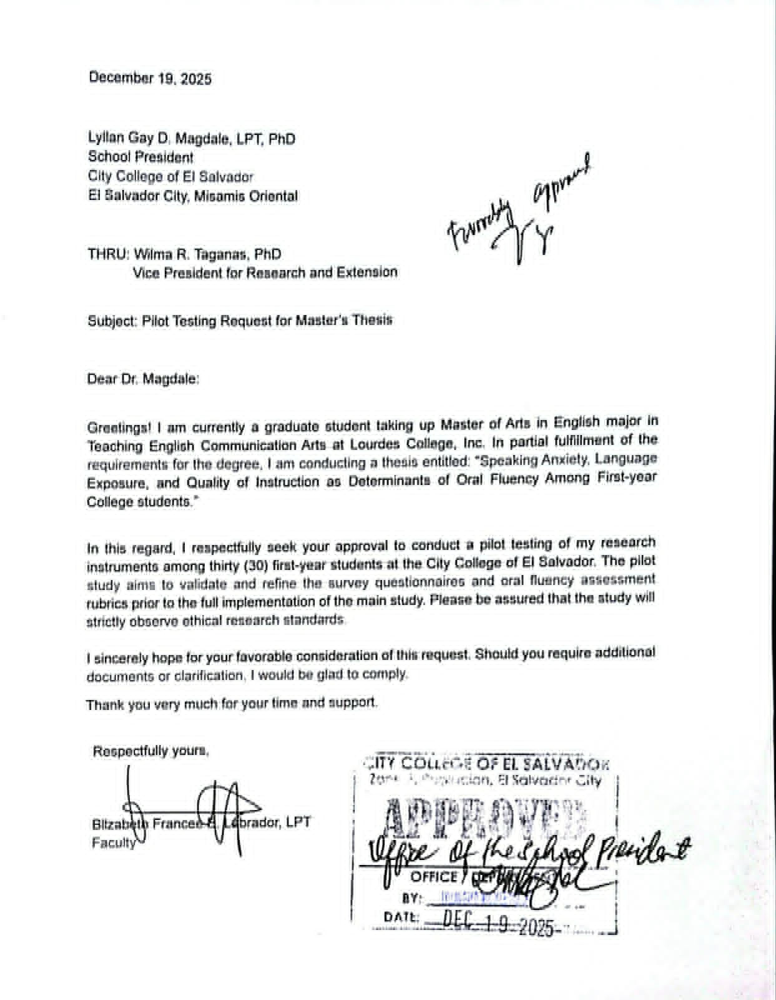 December 19, 2025
Lyllan Gay D. Magdale, LPT, PhD
School President
City College of El Salvador
El Salvador City, Misamis Oriental
Favorably approved
THRU: Wilma R. Taganas, PhD
Vice President for Research and Extension
Subject: Pilot Testing Request for Master's Thesis
Dear Dr. Magdale:
Greetings! I am currently a graduate student taking up Master of Arts in English major in
Teaching English Communication Arts at Lourdes College, Inc. In partial fulfillment of the
requirements for the degree, I am conducting a thesis entitled: "Speaking Anxiety, Language
Exposure, and Quality of Instruction as Determinants of Oral Fluency Among First-year
College students."
In this regard, I respectfully seek your approval to conduct a pilot testing of my research
instruments among thirty (30) first-year students at the City College of El Salvador. The pilot
study aims to validate and refine the survey questionnaires and oral fluency assessment
rubrics prior to the full implementation of the main study. Please be assured that the study will
strictly observe ethical research standards.
I sincerely hope for your favorable consideration of this request. Should you require additional
documents or clarification, I would be glad to comply.
Thank you very much for your time and support.
Respectfully yours,
Blizabeth Francee Labrador, LPT
Faculty
CITY COLLEGE OF EL SALVADOR
Zone El Salvador City
APPROVED
Office of the School President
OFFICE /
BY:
DATE: DEC 19 2025